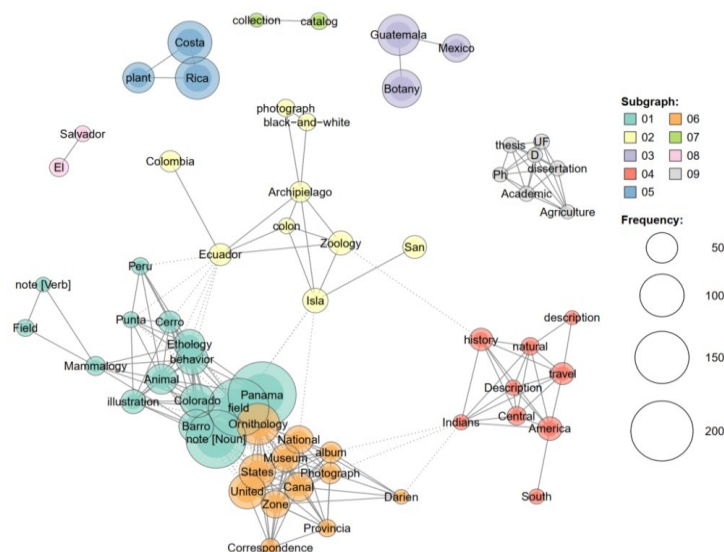 collection
catalog
Costa
plant
Rica
Guatemala
Mexico
Botany
Salvador
El
photograph
black-and-white
Colombia
Archipelago
colon
Ecuador
Zoology
San
Isla
thesis
UF
D
dissertation
Ph
Academic
Agriculture
Subgraph:
01
06
02
07
03
08
04
09
05
Frequency:
50
100
150
200
Peru
note [Verb]
Punta
Cerro
Field
Ethology
behavior
Mammalogy
Animal
illustration
Colorado
Panama
field
Barro
Ornithology
note [Noun]
National
Museum
album
States
Photograph
United
Canal
Zone
Darien
Provincia
Correspondence
description
history
natural
travel
Description
Central
Indians
America
South